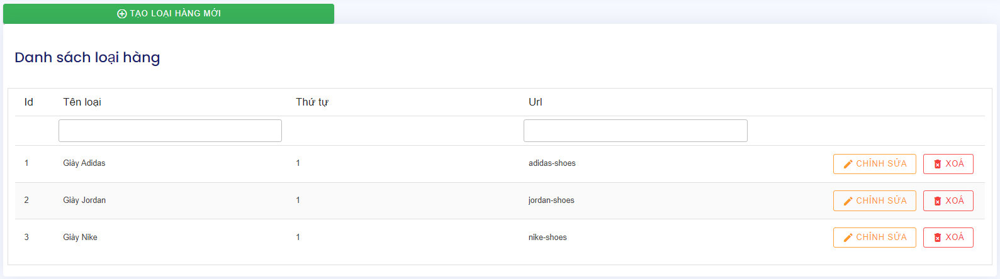 TẠO LOẠI HÀNG MỚI
Danh sách loại hàng
Id Tên loại Thứ tự Url
1 Giày Adidas 1 adidas-shoes CHỈNH SỬA XOÁ
2 Giày Jordan 1 jordan-shoes CHỈNH SỬA XOÁ
3 Giày Nike 1 nike-shoes CHỈNH SỬA XOÁ